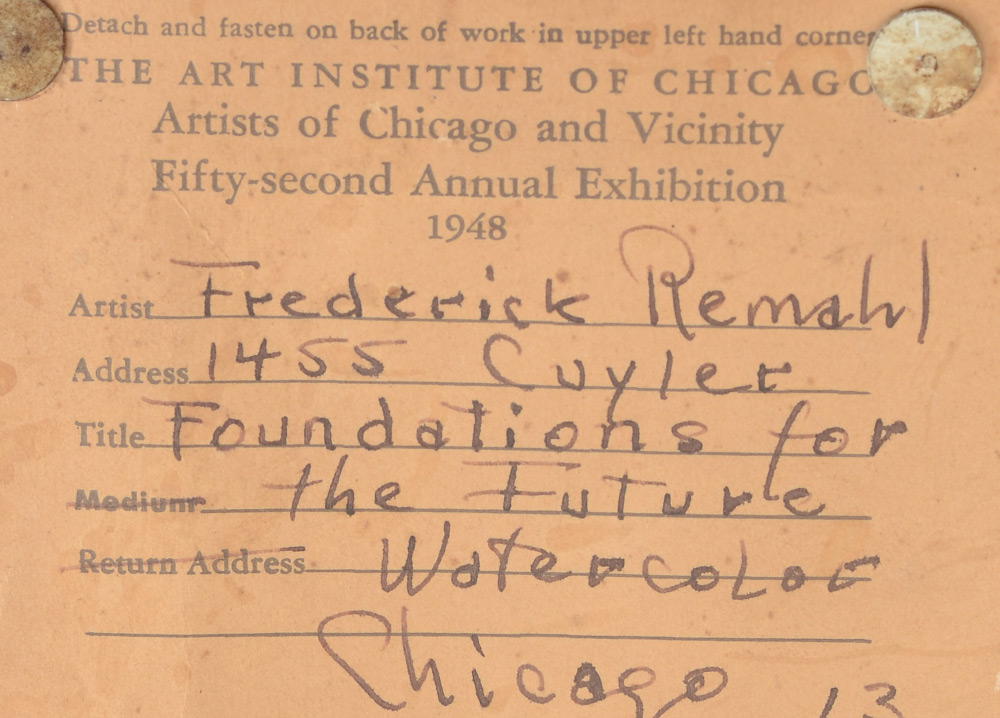 Detach and fasten on back of work in upper left hand corner
THE ART INSTITUTE OF CHICAGO
Artists of Chicago and Vicinity
Fifty-second Annual Exhibition
1948
Artist Frederick Remahl
Address 1455 Cuyler
Title Foundations for
Medium the Future
Return Address Watercolor
Chicago 13